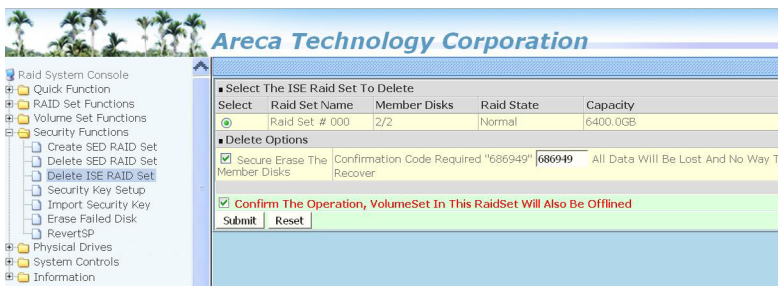 Areca Technology Corporation
Raid System Console
Quick Function
RAID Set Functions
Volume Set Functions
Security Functions
Create SED RAID Set
Delete SED RAID Set
Delete ISE RAID Set
Security Key Setup
Import Security Key
Erase Failed Disk
RevertSP
Physical Drives
System Controls
Information
Select The ISE Raid Set To Delete
Select Raid Set Name Member Disks Raid State Capacity
Raid Set # 000 2/2 Normal 6400.0GB
Delete Options
Secure Erase The Member Disks
Confirmation Code Required "686949" 686949 All Data Will Be Lost And No Way T
Recover
Confirm The Operation, VolumeSet In This RaidSet Will Also Be Offlined
Submit Reset